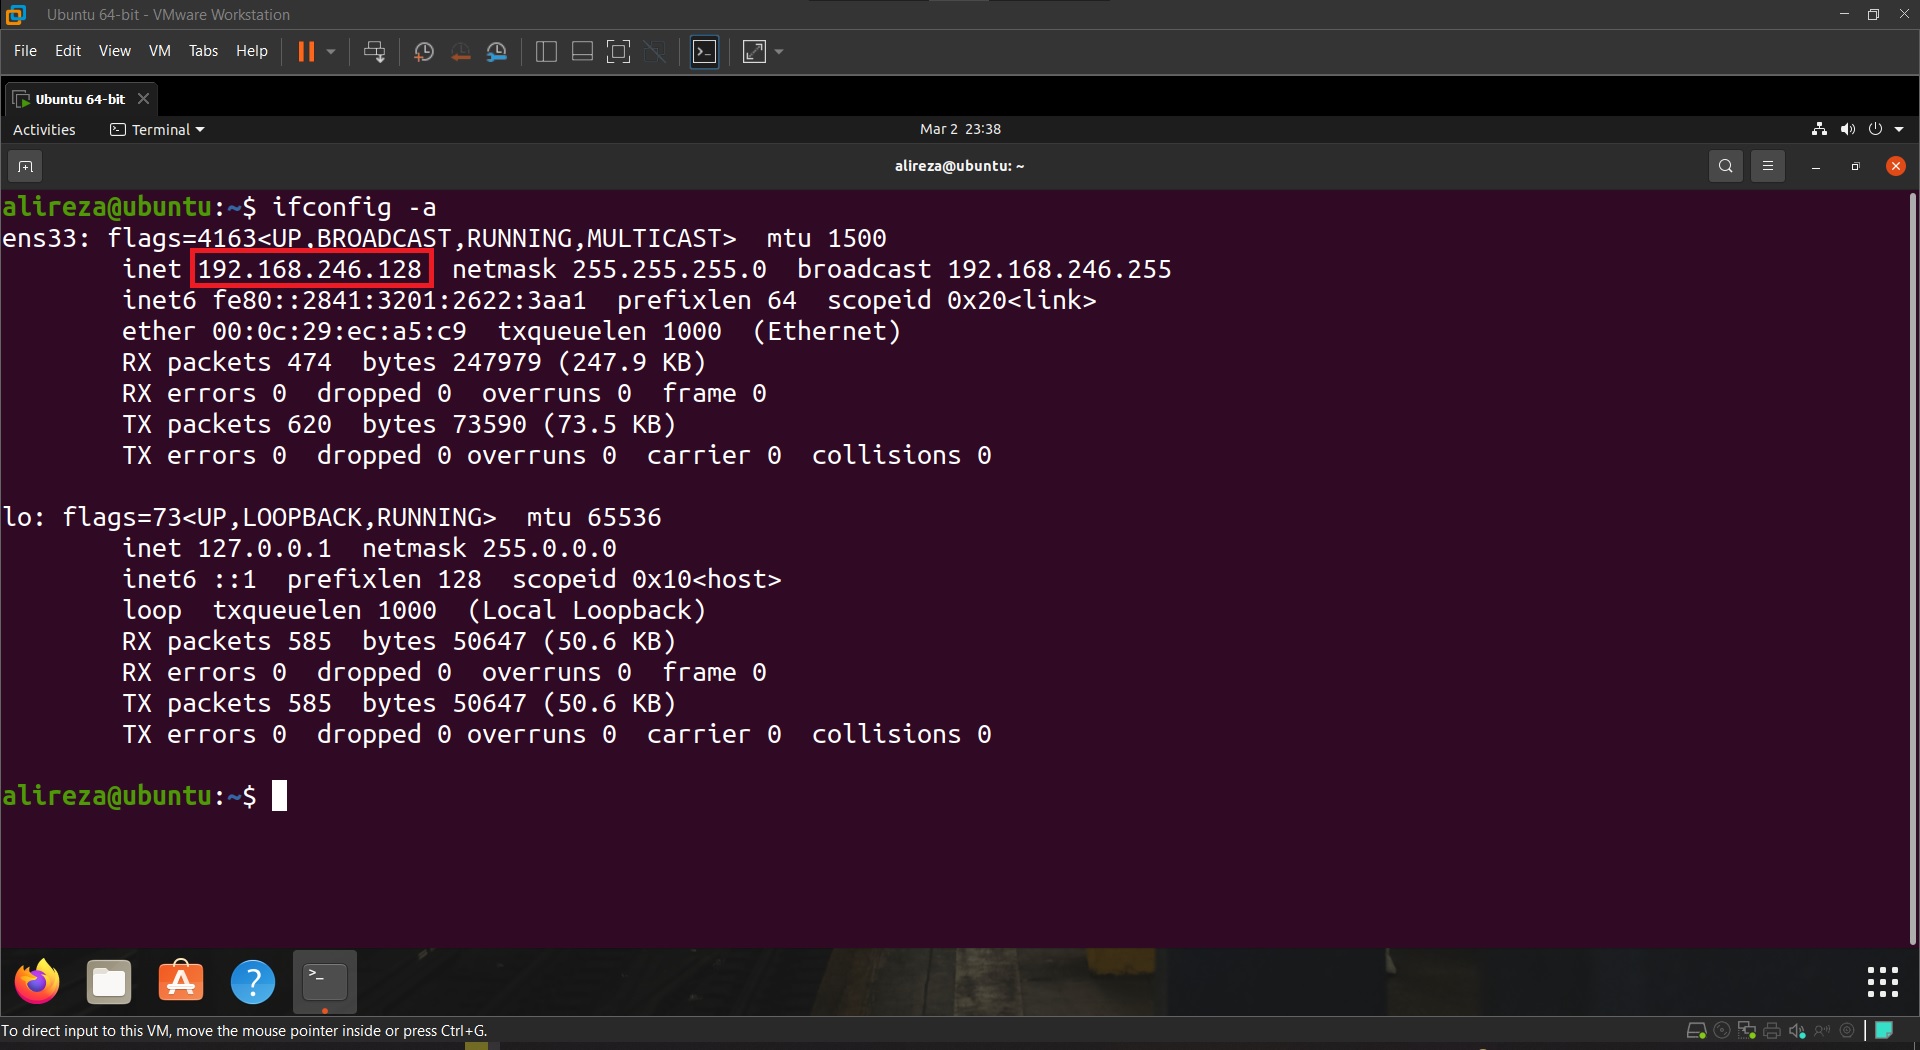 Ubuntu 64-bit - VMware Workstation
File Edit View VM Tabs Help
Ubuntu 64-bit
Activities Terminal Mar 2 23:38
alireza@ubuntu: ~
alireza@ubuntu:~$ ifconfig -a
ens33: flags=4163<UP,BROADCAST,RUNNING,MULTICAST>  mtu 1500
        inet 192.168.246.128  netmask 255.255.255.0  broadcast 192.168.246.255
        inet6 fe80::2841:3201:2622:3aa1  prefixlen 64  scopeid 0x20<link>
        ether 00:0c:29:ec:a5:c9  txqueuelen 1000  (Ethernet)
        RX packets 474  bytes 247979 (247.9 KB)
        RX errors 0  dropped 0  overruns 0  frame 0
        TX packets 620  bytes 73590 (73.5 KB)
        TX errors 0  dropped 0 overruns 0  carrier 0  collisions 0
lo: flags=73<UP,LOOPBACK,RUNNING>  mtu 65536
        inet 127.0.0.1  netmask 255.0.0.0
        inet6 ::1  prefixlen 128  scopeid 0x10<host>
        loop  txqueuelen 1000  (Local Loopback)
        RX packets 585  bytes 50647 (50.6 KB)
        RX errors 0  dropped 0  overruns 0  frame 0
        TX packets 585  bytes 50647 (50.6 KB)
        TX errors 0  dropped 0 overruns 0  carrier 0  collisions 0
alireza@ubuntu:~$
To direct input to this VM, move the mouse pointer inside or press Ctrl+G.